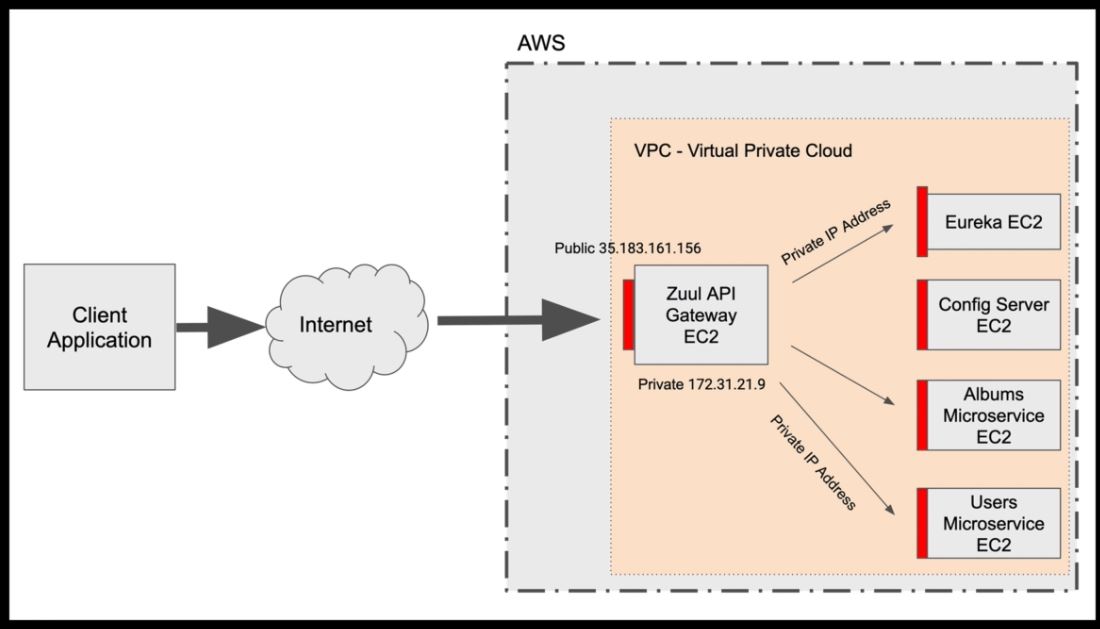 AWS
VPC - Virtual Private Cloud
Client
Application
Internet
Public 35.183.161.156
Zuul API
Gateway
EC2
Private 172.31.21.9
Private IP Address
Private IP Address
Eureka EC2
Config Server
EC2
Albums
Microservice
EC2
Users
Microservice
EC2